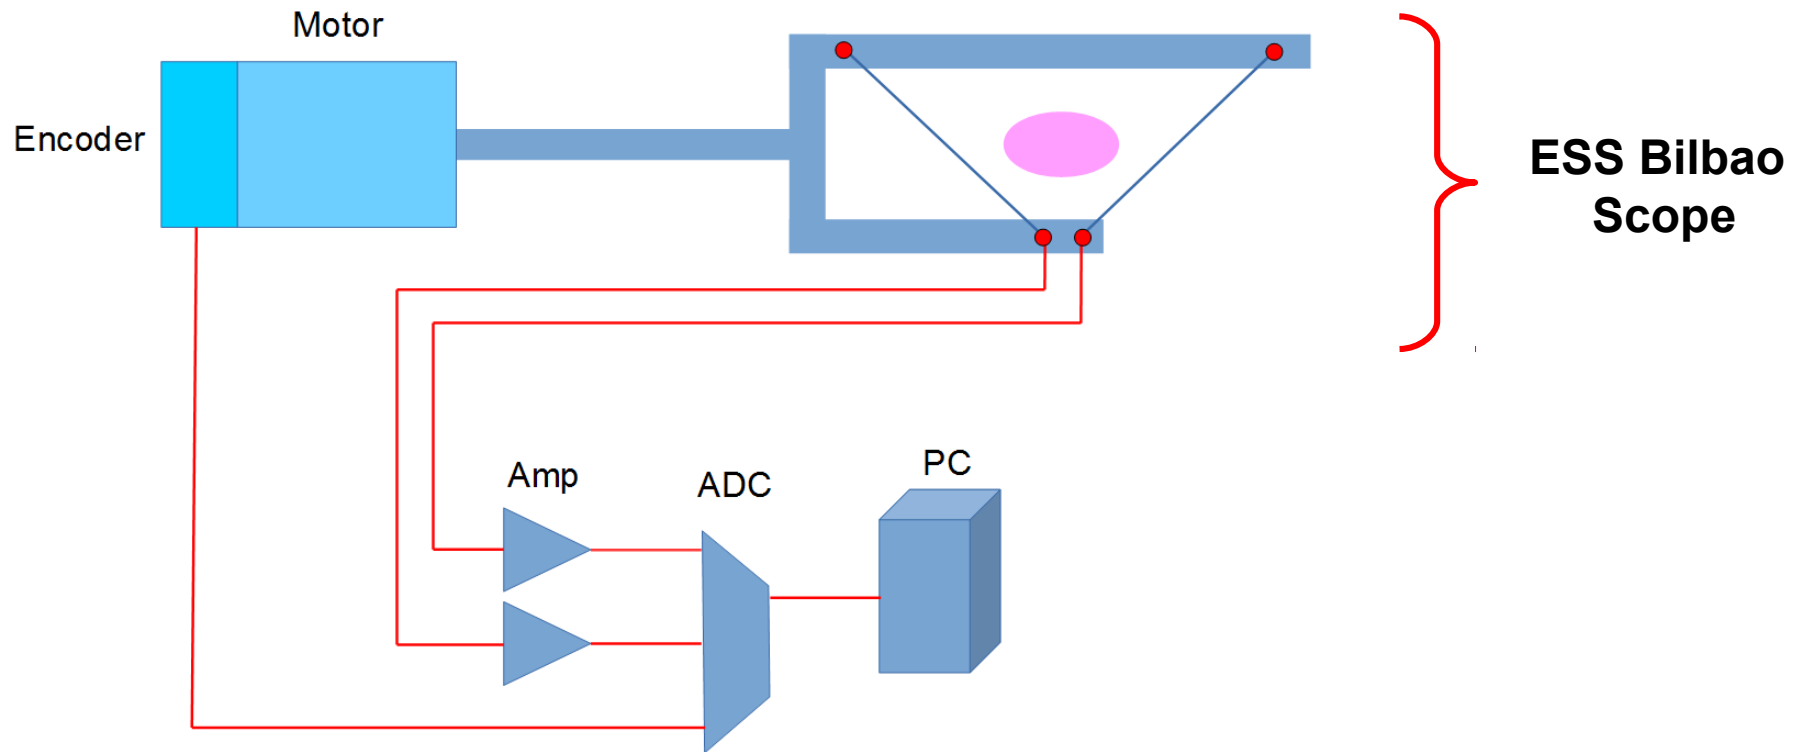 Motor
Encoder
ESS Bilbao
Scope
Amp
ADC
PC